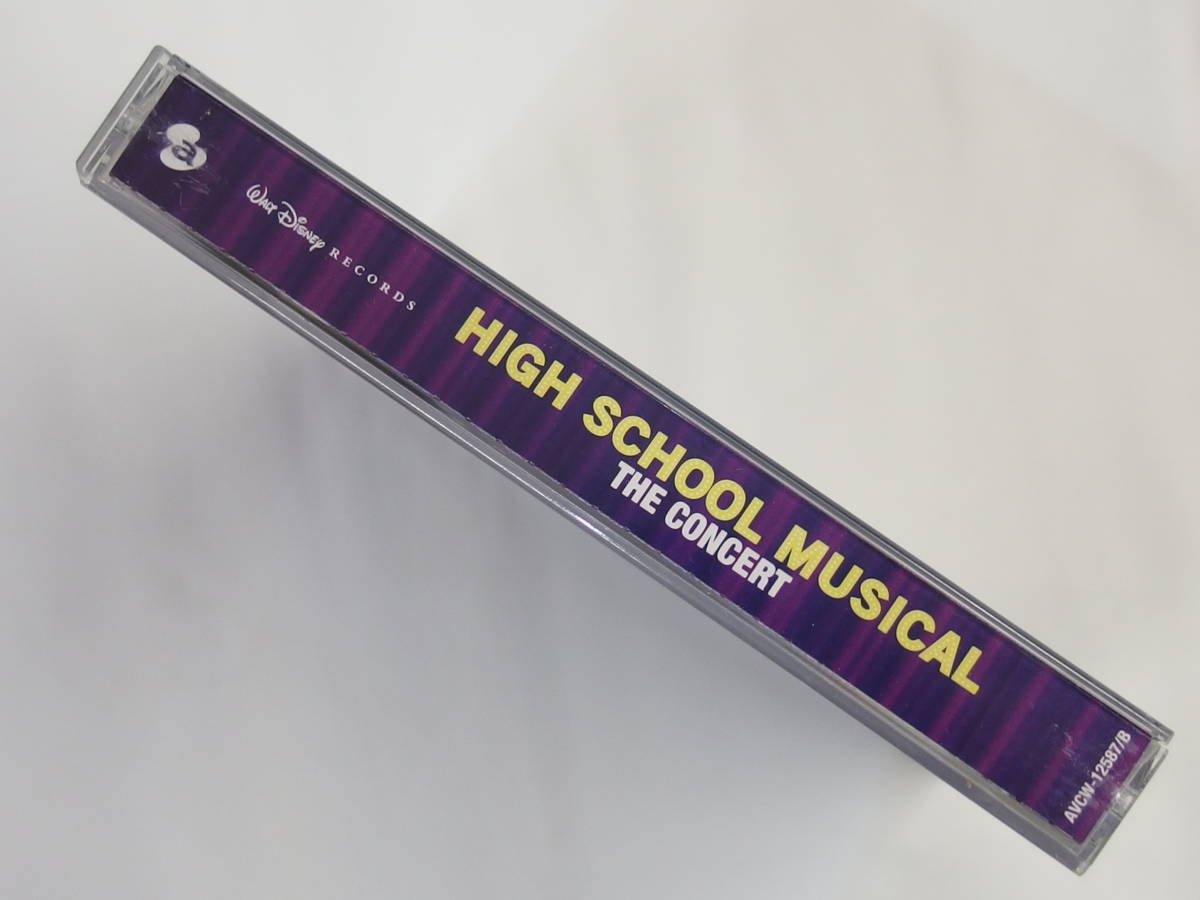 a
WALT DISNEY RECORDS
HIGH SCHOOL MUSICAL
THE CONCERT
AVCW-12587/B